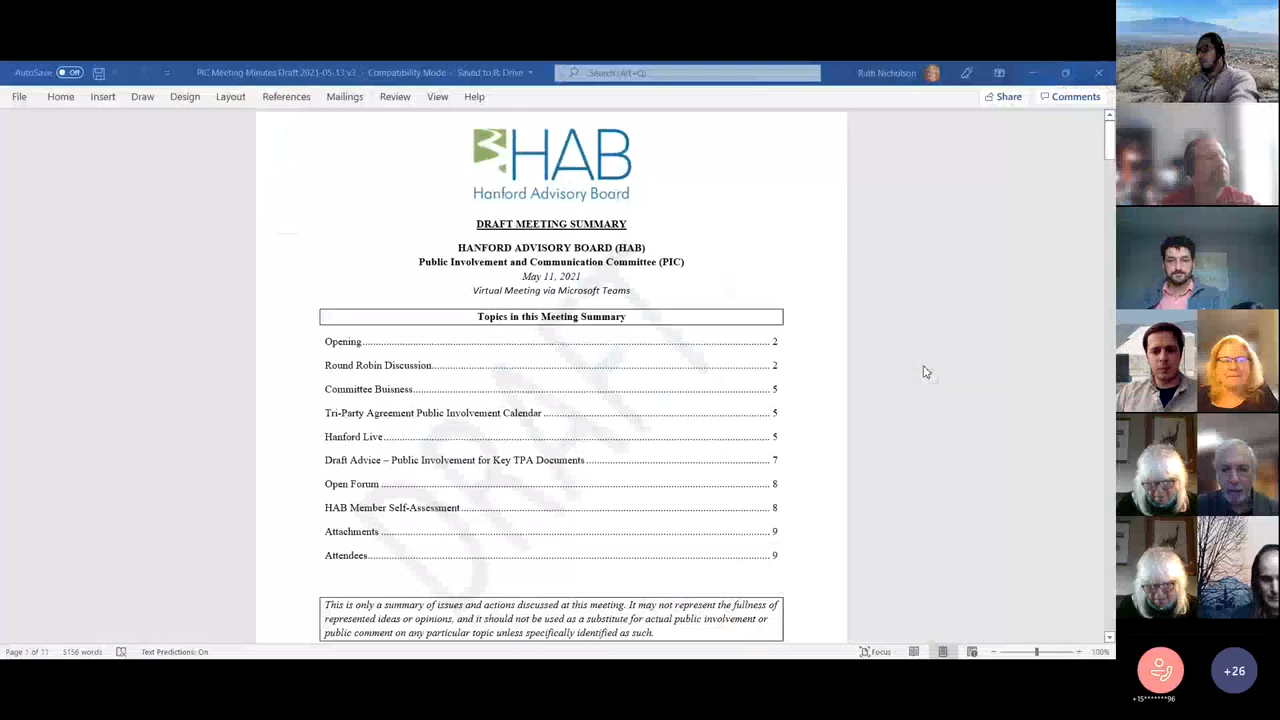 AutoSave Off PIC Meeting Minutes Draft 2021-05-13 v3 - Compatibility Mode - Saved to R: Drive Search (Alt+Q) Ruth Nicholson
File Home Insert Draw Design Layout References Mailings Review View Help Share Comments
HAB
Hanford Advisory Board
DRAFT MEETING SUMMARY
HANFORD ADVISORY BOARD (HAB)
Public Involvement and Communication Committee (PIC)
May 11, 2021
Virtual Meeting via Microsoft Teams
Topics in this Meeting Summary
Opening 2
Round Robin Discussion 2
Committee Buisness 5
Tri-Party Agreement Public Involvement Calendar 5
Hanford Live 5
Draft Advice – Public Involvement for Key TPA Documents 7
Open Forum 8
HAB Member Self-Assessment 8
Attachments 9
Attendees 9
DRAFT
This is only a summary of issues and actions discussed at this meeting. It may not represent the fullness of
represented ideas or opinions, and it should not be used as a substitute for actual public involvement or
public comment on any particular topic unless specifically identified as such.
Page 1 of 11 5156 words Text Predictions: On Focus 100%
+26
+15*******96